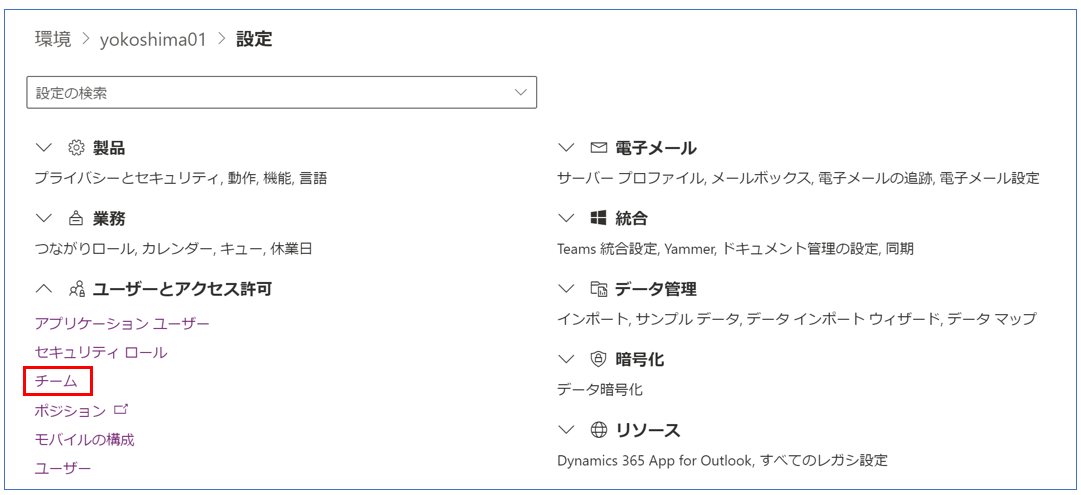 環境 > yokoshima01 > 設定
設定の検索
製品
プライバシーとセキュリティ, 動作, 機能, 言語
業務
つながりロール, カレンダー, キュー, 休業日
ユーザーとアクセス許可
アプリケーション ユーザー
セキュリティ ロール
チーム
ポジション
モバイルの構成
ユーザー
電子メール
サーバー プロファイル, メールボックス, 電子メールの追跡, 電子メール設定
統合
Teams 統合設定, Yammer, ドキュメント管理の設定, 同期
データ管理
インポート, サンプル データ, データ インポート ウィザード, データ マップ
暗号化
データ暗号化
リソース
Dynamics 365 App for Outlook, すべてのレガシ設定